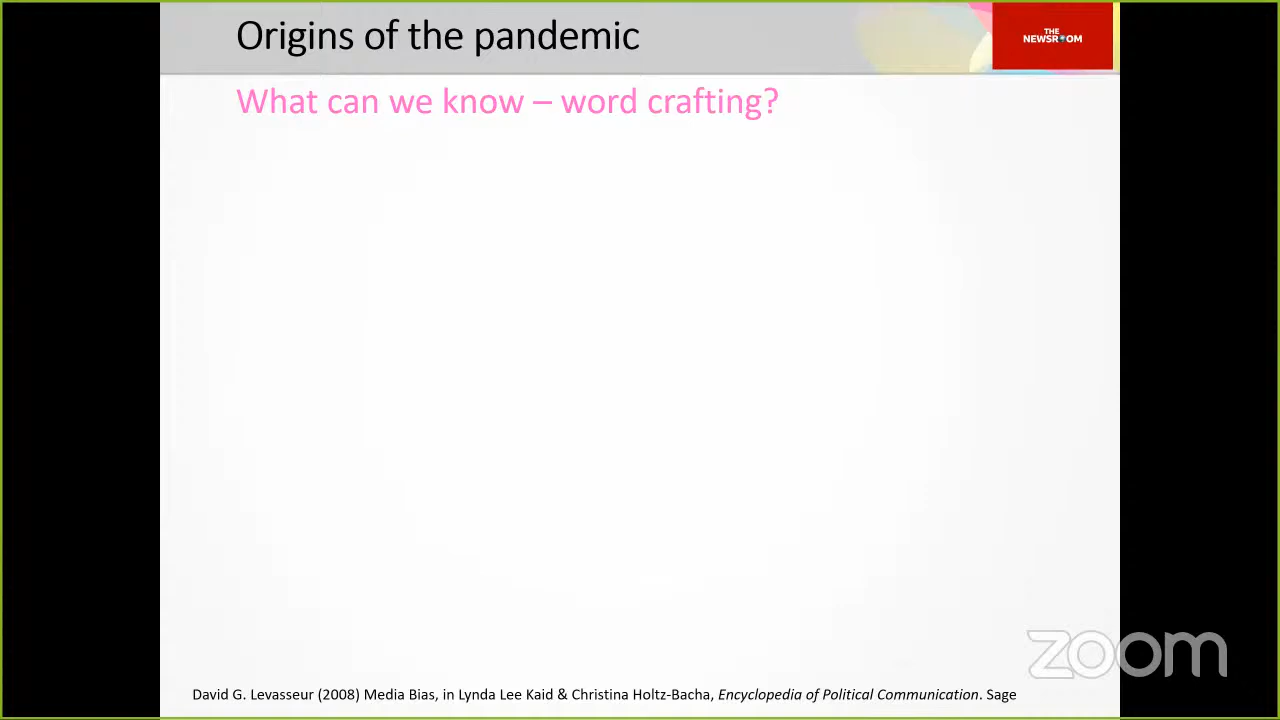 Origins of the pandemic
THE
NEWSROOM
What can we know – word crafting?
zoom
David G. Levasseur (2008) Media Bias, in Lynda Lee Kaid & Christina Holtz-Bacha, Encyclopedia of Political Communication. Sage